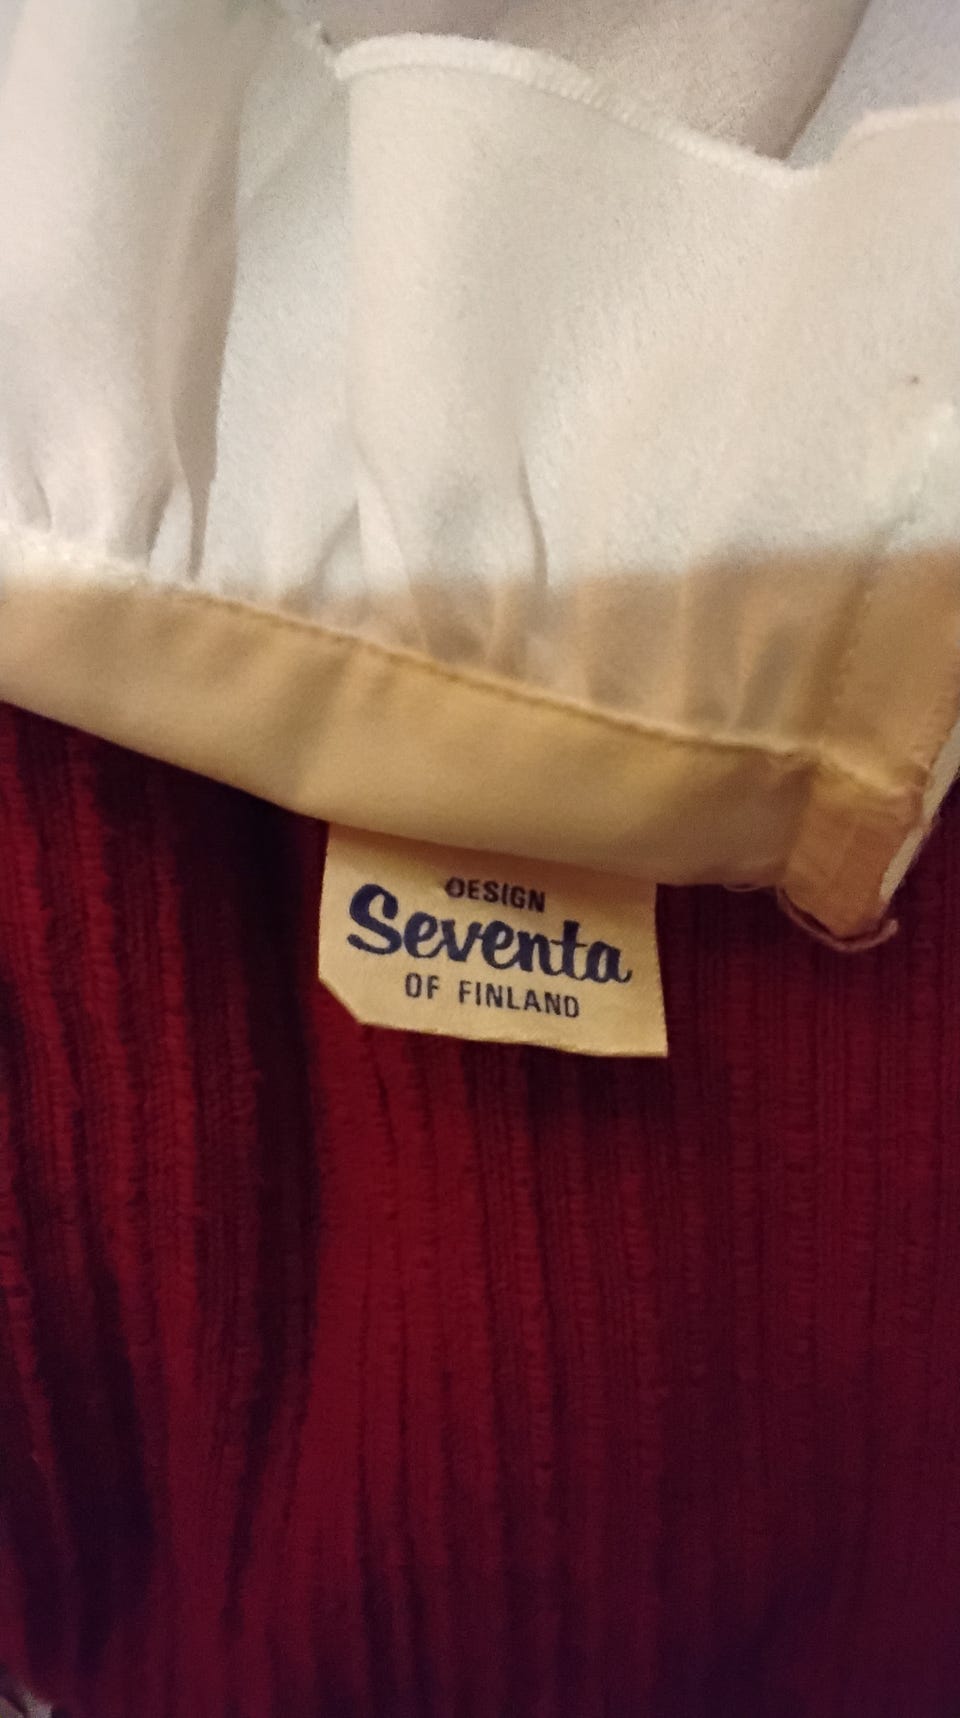 DESIGN
Seventa
OF FINLAND